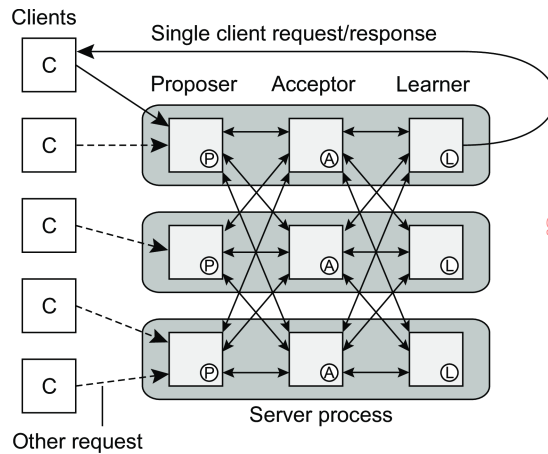 Clients
Single client request/response
C
Proposer Acceptor Learner
C
P A L
C
P A L
C
P A L
C
Server process
Other request